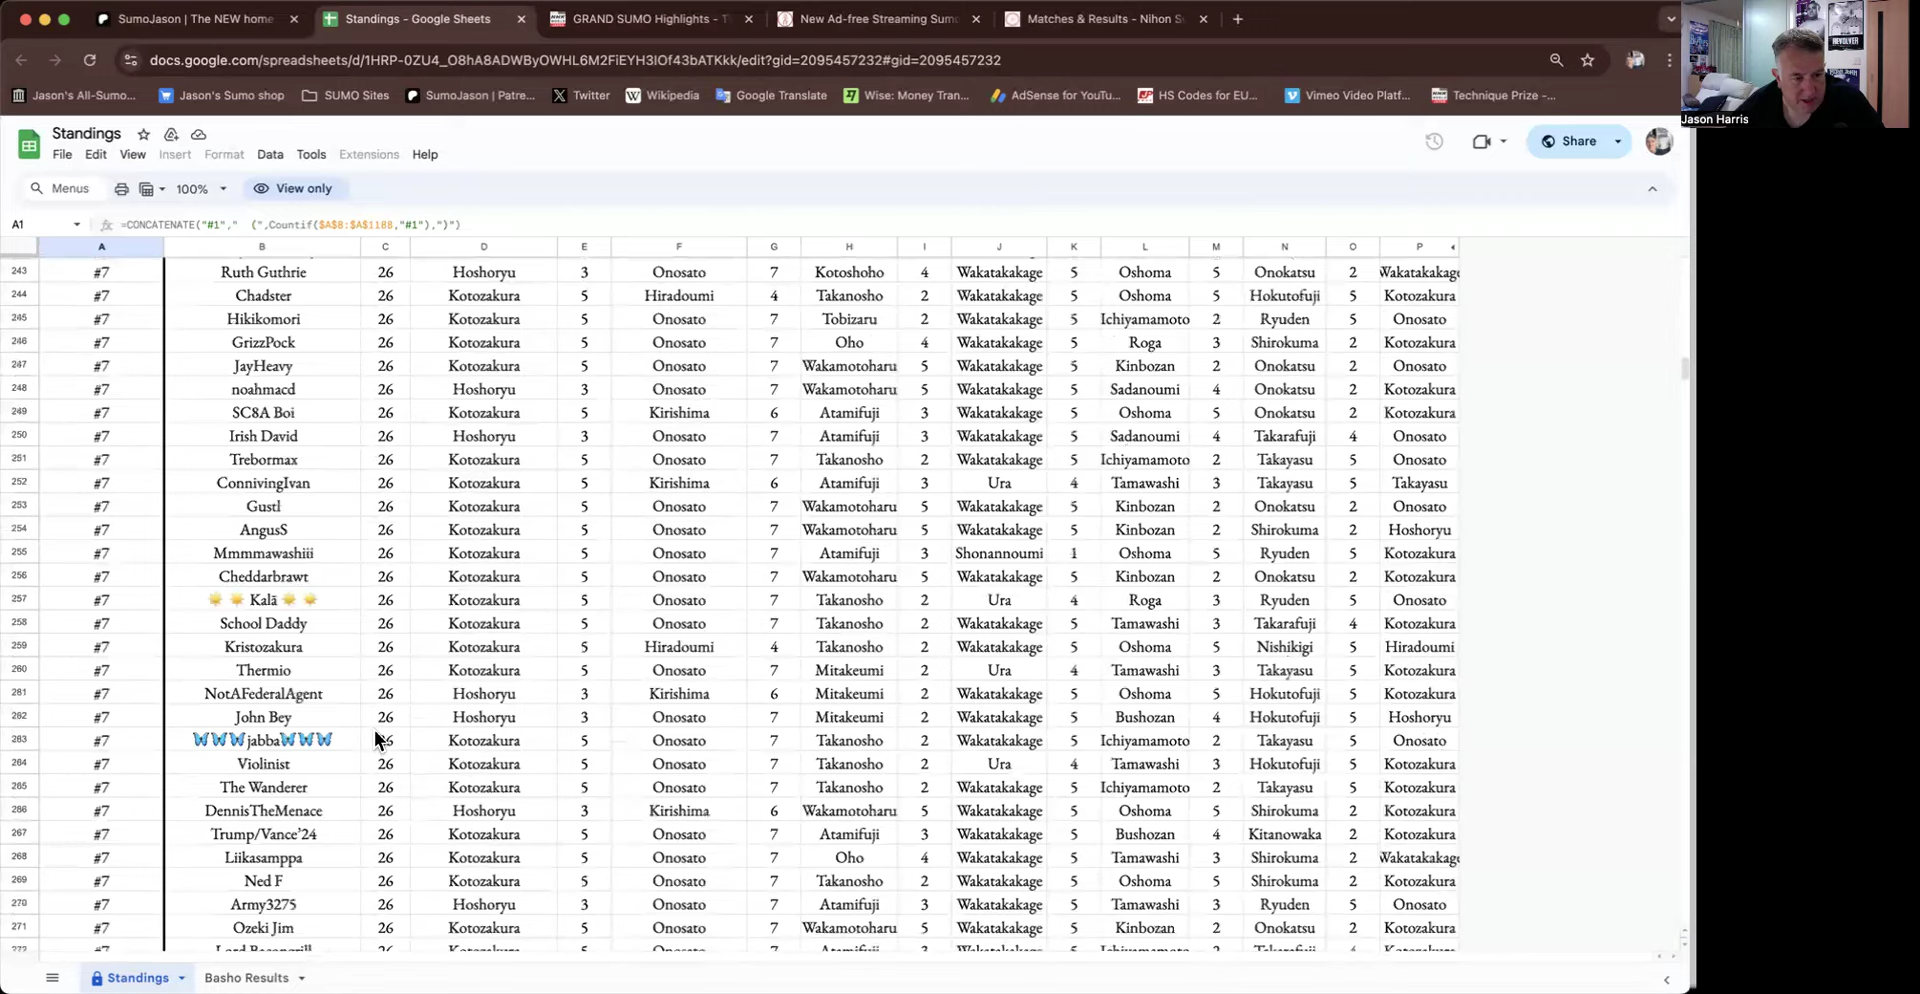 SumoJason | The NEW home
Standings - Google Sheets
GRAND SUMO Highlights - T
New Ad-free Streaming Sumo
Matches & Results - Nihon S
docs.google.com/spreadsheets/d/1HRP-0ZU4_O8hA8ADWByOWHL6M2FiEYH3IOf43bATKkk/edit?gid=2095457232#gid=2095457232
Jason's All-Sumo...
Jason's Sumo shop
SUMO Sites
SumoJason | Patre...
Twitter
Wikipedia
Google Translate
Wise: Money Tran...
AdSense for YouTu...
HS Codes for EU...
Vimeo Video Platf...
Technique Prize -...
REVOLVER
Jason Harris
Standings
File Edit View Insert Format Data Tools Extensions Help
Share
Menus 100% View only
A1 =CONCATENATE("#1"," (",Countif($A$8:$A$1188,"#1"),")")
A B C D E F G H I J K L M N O P
243 #7 Ruth Guthrie 26 Hoshoryu 3 Onosato 7 Kotoshoho 4 Wakatakakage 5 Oshoma 5 Onokatsu 2 Wakatakakage
244 #7 Chadster 26 Kotozakura 5 Hiradoumi 4 Takanosho 2 Wakatakakage 5 Oshoma 5 Hokutofuji 5 Kotozakura
245 #7 Hikikomori 26 Kotozakura 5 Onosato 7 Tobizaru 2 Wakatakakage 5 Ichiyamamoto 2 Ryuden 5 Onosato
246 #7 GrizzPock 26 Kotozakura 5 Onosato 7 Oho 4 Wakatakakage 5 Roga 3 Shirokuma 2 Kotozakura
247 #7 JayHeavy 26 Kotozakura 5 Onosato 7 Wakamotoharu 5 Wakatakakage 5 Kinbozan 2 Onokatsu 2 Onosato
248 #7 noahmacd 26 Hoshoryu 3 Onosato 7 Wakamotoharu 5 Wakatakakage 5 Sadanoumi 4 Onokatsu 2 Kotozakura
249 #7 SC8A Boi 26 Kotozakura 5 Kirishima 6 Atamifuji 3 Wakatakakage 5 Oshoma 5 Onokatsu 2 Kotozakura
250 #7 Irish David 26 Hoshoryu 3 Onosato 7 Atamifuji 3 Wakatakakage 5 Sadanoumi 4 Takarafuji 4 Onosato
251 #7 Trebormax 26 Kotozakura 5 Onosato 7 Takanosho 2 Wakatakakage 5 Ichiyamamoto 2 Takayasu 5 Onosato
252 #7 ConnivingIvan 26 Kotozakura 5 Kirishima 6 Atamifuji 3 Ura 4 Tamawashi 3 Takayasu 5 Takayasu
253 #7 Gustl 26 Kotozakura 5 Onosato 7 Wakamotoharu 5 Wakatakakage 5 Kinbozan 2 Onokatsu 2 Onosato
254 #7 AngusS 26 Kotozakura 5 Onosato 7 Wakamotoharu 5 Wakatakakage 5 Kinbozan 2 Shirokuma 2 Hoshoryu
255 #7 Mmmmawashiii 26 Kotozakura 5 Onosato 7 Atamifuji 3 Shonannoumi 1 Oshoma 5 Ryuden 5 Kotozakura
256 #7 Cheddarbrawt 26 Kotozakura 5 Onosato 7 Wakamotoharu 5 Wakatakakage 5 Kinbozan 2 Onokatsu 2 Kotozakura
257 #7 Kalā 26 Kotozakura 5 Onosato 7 Takanosho 2 Ura 4 Roga 3 Ryuden 5 Onosato
258 #7 School Daddy 26 Kotozakura 5 Onosato 7 Takanosho 2 Wakatakakage 5 Tamawashi 3 Takarafuji 4 Kotozakura
259 #7 Kristozakura 26 Kotozakura 5 Hiradoumi 4 Takanosho 2 Wakatakakage 5 Oshoma 5 Nishikigi 5 Hiradoumi
260 #7 Thermio 26 Kotozakura 5 Onosato 7 Mitakeumi 2 Ura 4 Tamawashi 3 Takayasu 5 Kotozakura
261 #7 NotAFederalAgent 26 Hoshoryu 3 Kirishima 6 Mitakeumi 2 Wakatakakage 5 Oshoma 5 Hokutofuji 5 Kotozakura
262 #7 John Bey 26 Hoshoryu 3 Onosato 7 Mitakeumi 2 Wakatakakage 5 Bushozan 4 Hokutofuji 5 Hoshoryu
263 #7 jabba 26 Kotozakura 5 Onosato 7 Takanosho 2 Wakatakakage 5 Ichiyamamoto 2 Takayasu 5 Onosato
264 #7 Violinist 26 Kotozakura 5 Onosato 7 Takanosho 2 Ura 4 Tamawashi 3 Hokutofuji 5 Kotozakura
265 #7 The Wanderer 26 Kotozakura 5 Onosato 7 Takanosho 2 Wakatakakage 5 Ichiyamamoto 2 Takayasu 5 Kotozakura
266 #7 DennisTheMenace 26 Hoshoryu 3 Kirishima 6 Wakamotoharu 5 Wakatakakage 5 Oshoma 5 Shirokuma 2 Kotozakura
267 #7 Trump/Vance'24 26 Kotozakura 5 Onosato 7 Atamifuji 3 Wakatakakage 5 Bushozan 4 Kitanowaka 2 Kotozakura
268 #7 Liikasamppa 26 Kotozakura 5 Onosato 7 Oho 4 Wakatakakage 5 Tamawashi 3 Shirokuma 2 Wakatakakage
269 #7 Ned F 26 Kotozakura 5 Onosato 7 Takanosho 2 Wakatakakage 5 Oshoma 5 Shirokuma 2 Kotozakura
270 #7 Army3275 26 Hoshoryu 3 Onosato 7 Atamifuji 3 Wakatakakage 5 Tamawashi 3 Ryuden 5 Onosato
271 #7 Ozeki Jim 26 Kotozakura 5 Onosato 7 Wakamotoharu 5 Wakatakakage 5 Kinbozan 2 Onokatsu 2 Kotozakura
272 #7 26 Kotozakura 5 Onosato 7 Atamifuji 3 Wakatakakage 5 Ichiyamamoto 2 Takarafuji 4 Kotozakura
Standings Basho Results